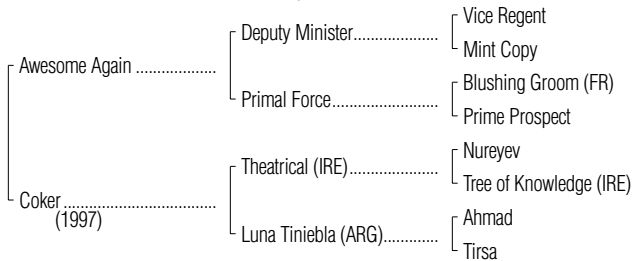 Vice Regent
Deputy Minister....................
Mint Copy
Awesome Again ...................
Blushing Groom (FR)
Primal Force.........................
Prime Prospect
Nureyev
Theatrical (IRE).....................
Tree of Knowledge (IRE)
Coker....................................
(1997)
Ahmad
Luna Tiniebla (ARG).............
Tirsa